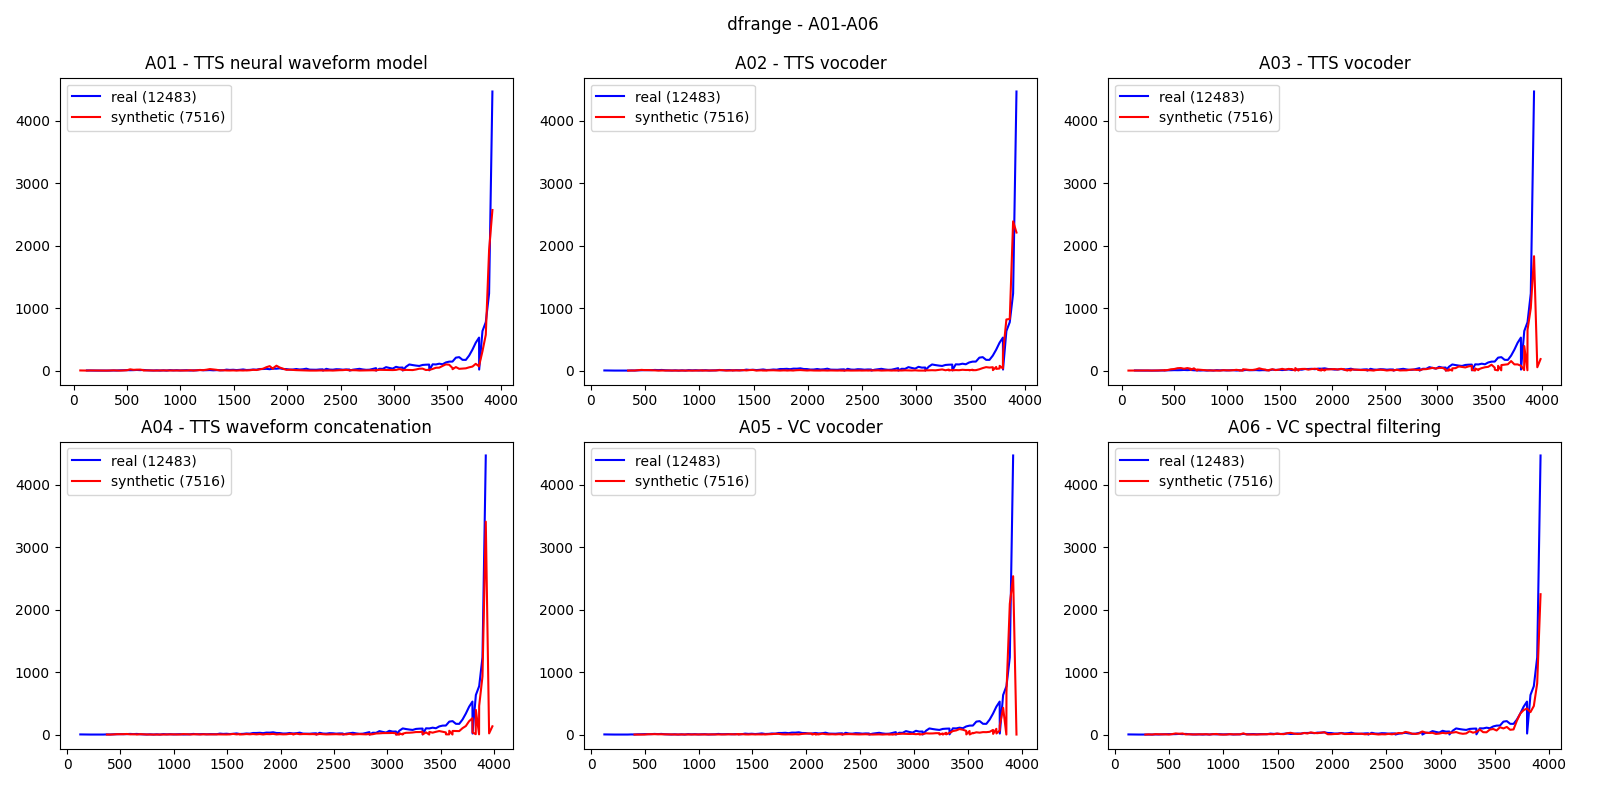 dfrange - A01-A06
A01 - TTS neural waveform model
real (12483)
synthetic (7516)
4000
3000
2000
1000
0
0 500 1000 1500 2000 2500 3000 3500 4000
A02 - TTS vocoder
real (12483)
synthetic (7516)
4000
3000
2000
1000
0
0 500 1000 1500 2000 2500 3000 3500 4000
A03 - TTS vocoder
real (12483)
synthetic (7516)
4000
3000
2000
1000
0
0 500 1000 1500 2000 2500 3000 3500 4000
A04 - TTS waveform concatenation
real (12483)
synthetic (7516)
4000
3000
2000
1000
0
0 500 1000 1500 2000 2500 3000 3500 4000
A05 - VC vocoder
real (12483)
synthetic (7516)
4000
3000
2000
1000
0
0 500 1000 1500 2000 2500 3000 3500 4000
A06 - VC spectral filtering
real (12483)
synthetic (7516)
4000
3000
2000
1000
0
0 500 1000 1500 2000 2500 3000 3500 4000